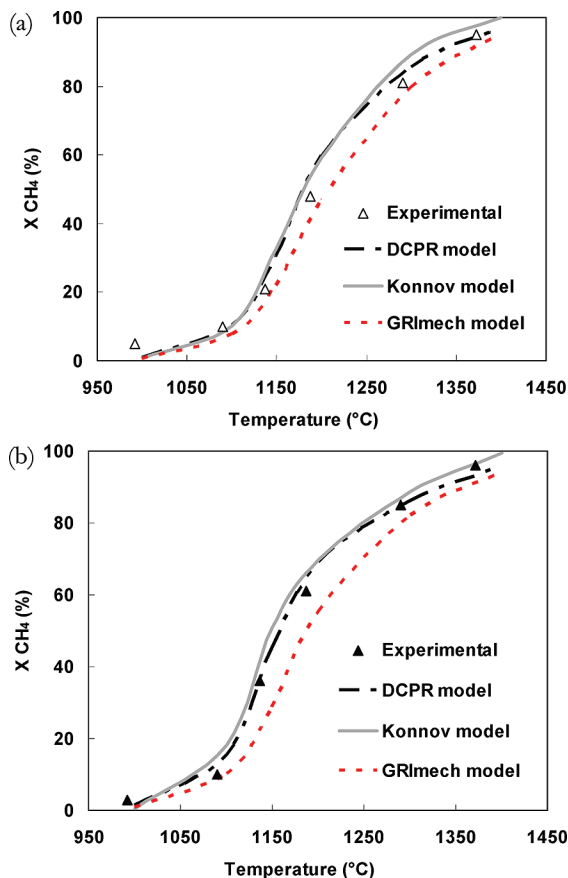 (a)
100
80
60
40
20
0
X CH₄ (%)
Experimental
DCPR model
Konnov model
GRImech model
950 1050 1150 1250 1350 1450
Temperature (°C)
(b)
100
80
60
40
20
0
X CH₄ (%)
Experimental
DCPR model
Konnov model
GRImech model
950 1050 1150 1250 1350 1450
Temperature (°C)